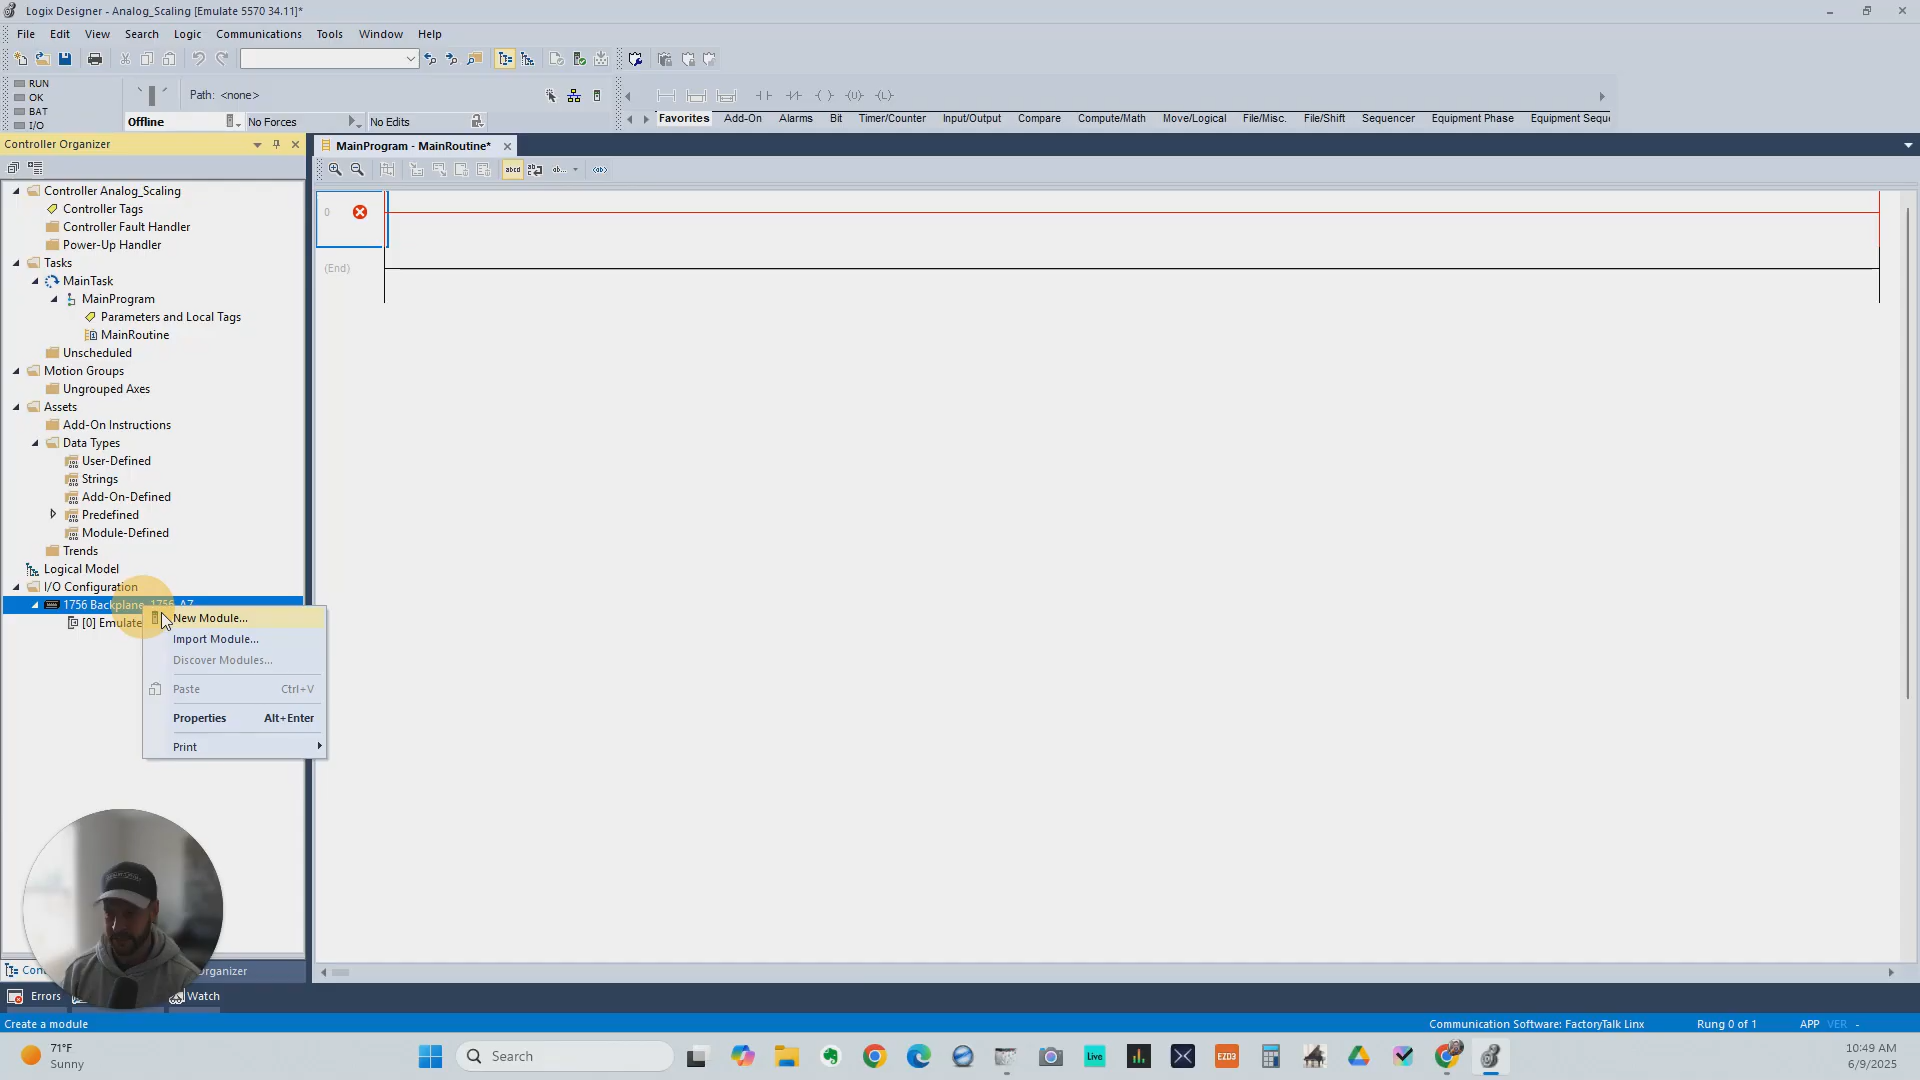 Logix Designer - Analog_Scaling [Emulate 5570 34.11]*
File Edit View Search Logic Communications Tools Window Help
RUN
OK
BAT
I/O
Path: <none>
Offline
No Forces
No Edits
Favorites Add-On Alarms Bit Timer/Counter Input/Output Compare Compute/Math Move/Logical File/Misc. File/Shift Sequencer Equipment Phase Equipment Sequ
Controller Organizer
MainProgram - MainRoutine*
Controller Analog_Scaling
Controller Tags
Controller Fault Handler
Power-Up Handler
Tasks
MainTask
MainProgram
Parameters and Local Tags
MainRoutine
Unscheduled
Motion Groups
Ungrouped Axes
Assets
Add-On Instructions
Data Types
User-Defined
Strings
Add-On-Defined
Predefined
Module-Defined
Trends
Logical Model
I/O Configuration
1756 Backplane, 1756-A7
[0] Emulate
New Module...
Import Module...
Discover Modules...
Paste Ctrl+V
Properties Alt+Enter
Print
0
(End)
Organizer
Errors
Watch
Create a module
Communication Software: FactoryTalk Linx
Rung 0 of 1
APP VER
71°F
Sunny
Search
Live
EZD3
10:49 AM
6/9/2025